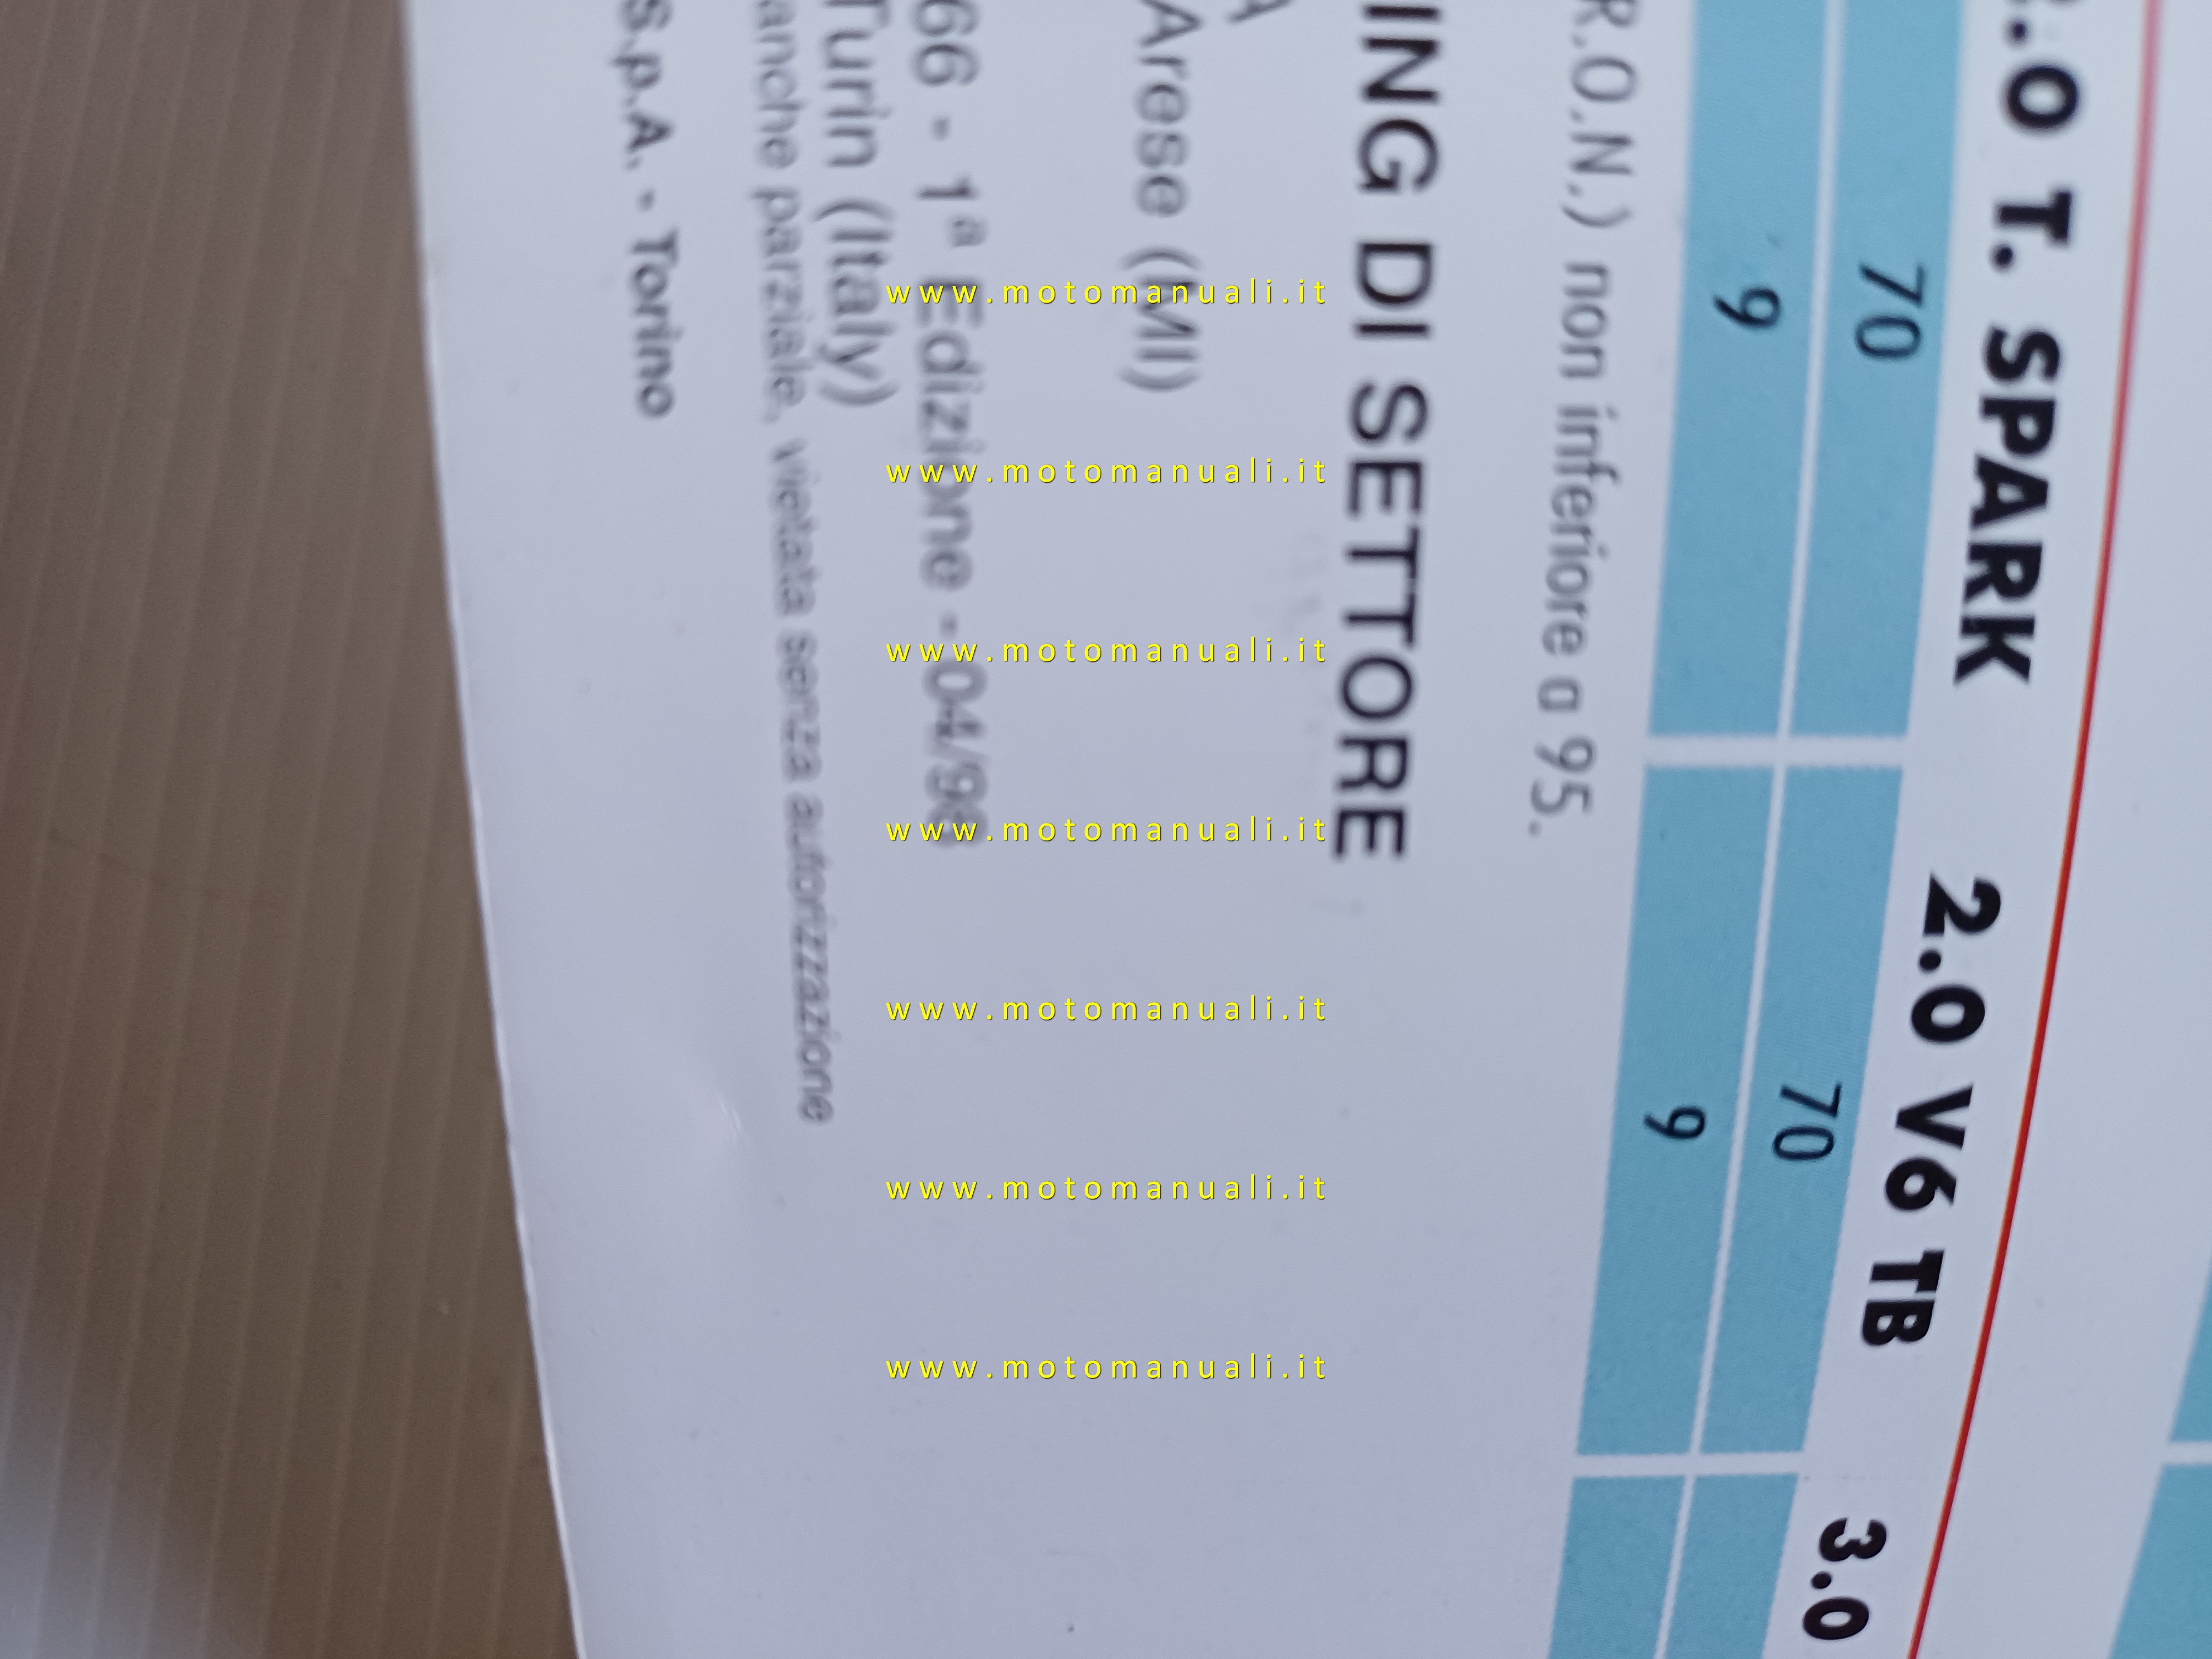 .0 T. SPARK 2.0 V6 TB 3.0
70 70
9 9
R.O.N.) non inferiore a 95.
ING DI SETTORE
A
Arese (MI)
66 - 1ª Edizione - 04/98
Turin (Italy)
anche parziale, vietata senza autorizzazione
S.p.A. - Torino
www.motomanuali.it
www.motomanuali.it
www.motomanuali.it
www.motomanuali.it
www.motomanuali.it
www.motomanuali.it
www.motomanuali.it